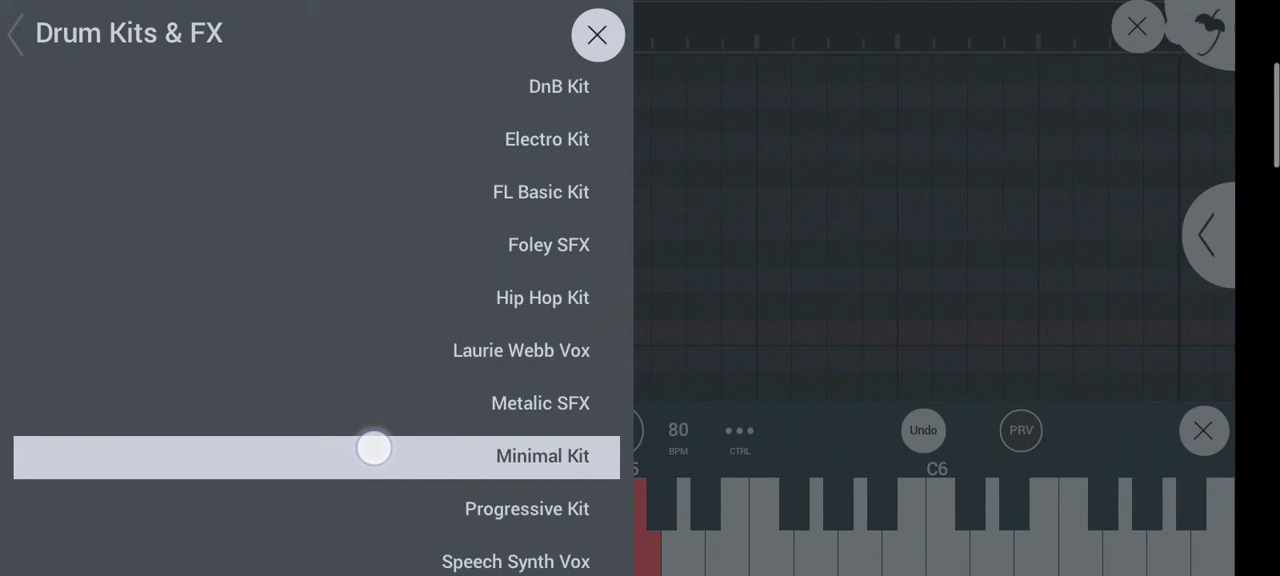 Drum Kits & FX
DnB Kit
Electro Kit
FL Basic Kit
Foley SFX
Hip Hop Kit
Laurie Webb Vox
Metalic SFX
Minimal Kit
Progressive Kit
Speech Synth Vox
80
BPM
CTRL
Undo
PRV
5
C6